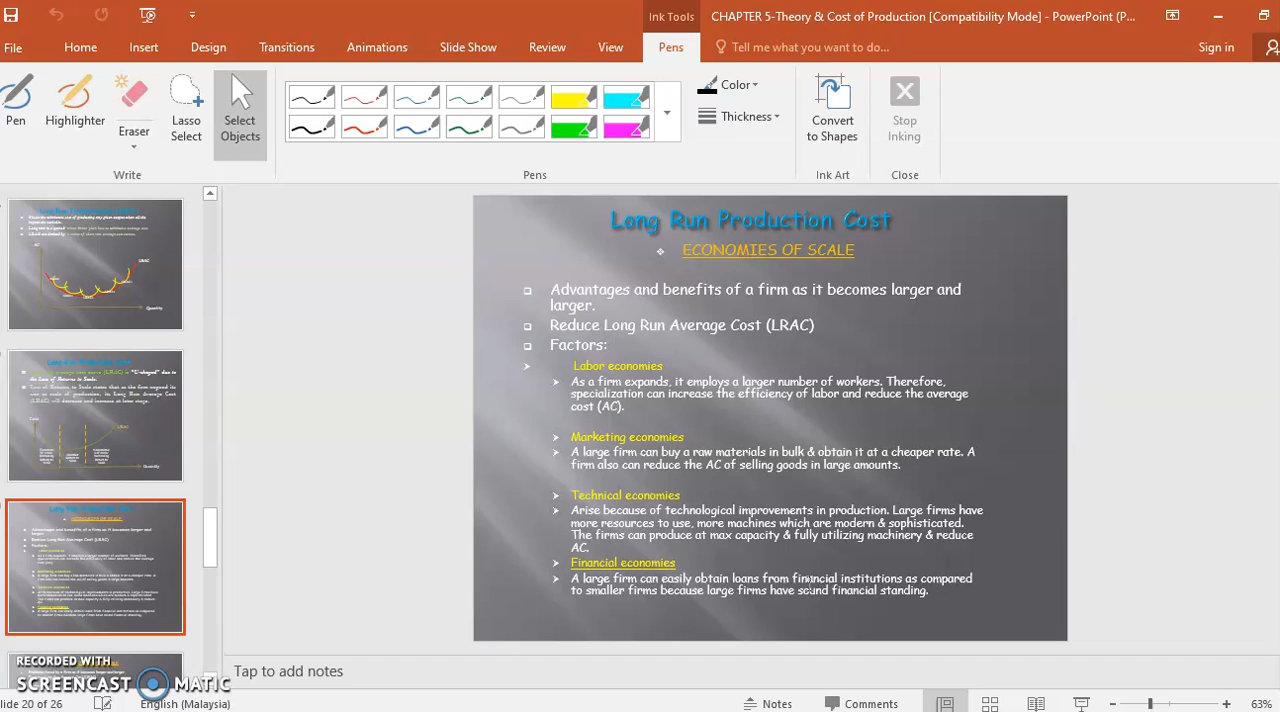 Ink Tools
CHAPTER 5-Theory & Cost of Production [Compatibility Mode] - PowerPoint (P...
File Home Insert Design Transitions Animations Slide Show Review View Pens Tell me what you want to do... Sign in
Pen
Highlighter
Eraser
Lasso Select
Select Objects
Color
Thickness
Convert to Shapes
Stop Inking
Write
Pens
Ink Art
Close
LRAC
Quantity
LRAC
Quantity
Long Run Production Cost
ECONOMIES OF SCALE
Advantages and benefits of a firm as it becomes larger and
larger.
Reduce Long Run Average Cost (LRAC)
Factors:
Labor economies
As a firm expands, it employs a larger number of workers. Therefore,
specialization can increase the efficiency of labor and reduce the average
cost (AC).
Marketing economies
A large firm can buy a raw materials in bulk & obtain it at a cheaper rate. A
firm also can reduce the AC of selling goods in large amounts.
Technical economies
Arise because of technological improvements in production. Large firms have
more resources to use, more machines which are modern & sophisticated.
The firms can produce at max capacity & fully utilizing machinery & reduce
AC.
Financial economies
A large firm can easily obtain loans from financial institutions as compared
to smaller firms because large firms have sound financial standing.
Tap to add notes
RECORDED WITH
SCREENCAST MATIC
lide 20 of 26 English (Malaysia) Notes Comments 63%